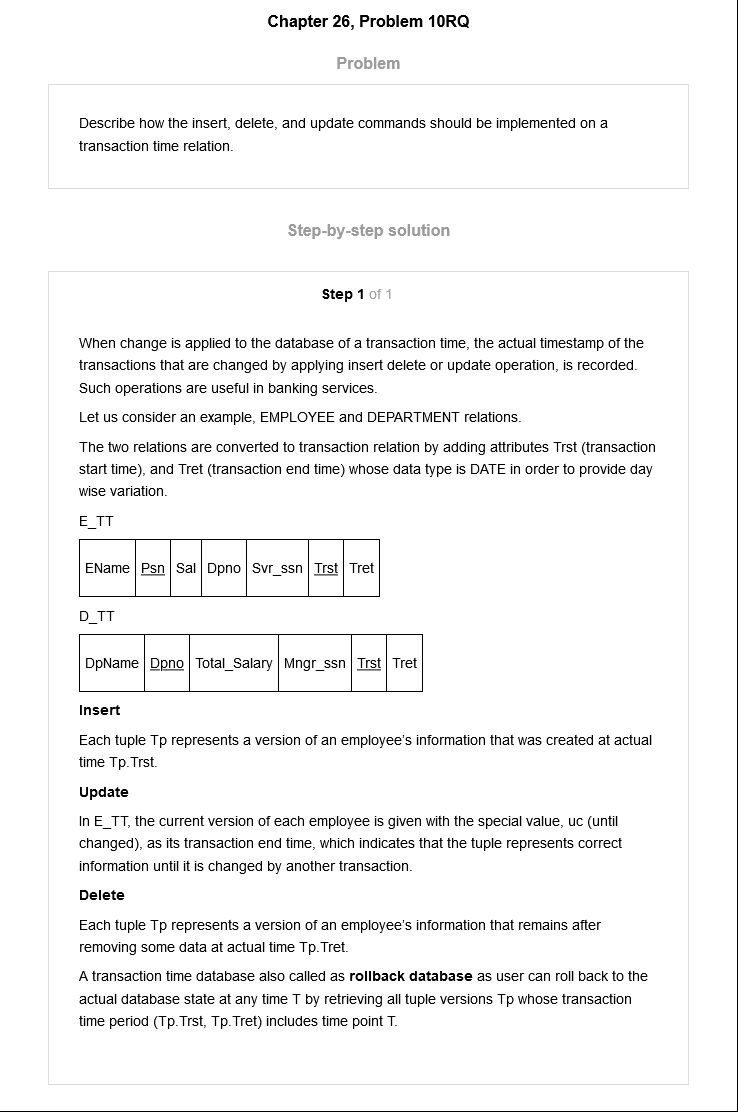 Chapter 26, Problem 10RQ
Problem
Describe how the insert, delete, and update commands should be implemented on a
transaction time relation.
Step-by-step solution
Step 1 of 1
When change is applied to the database of a transaction time, the actual timestamp of the
transactions that are changed by applying insert delete or update operation, is recorded.
Such operations are useful in banking services.
Let us consider an example, EMPLOYEE and DEPARTMENT relations.
The two relations are converted to transaction relation by adding attributes Trst (transaction
start time), and Tret (transaction end time) whose data type is DATE in order to provide day
wise variation.
E_TT
EName Psn Sal Dpno Svr_ssn Trst Tret
D_TT
DpName Dpno Total_Salary Mngr_ssn Trst Tret
Insert
Each tuple Tp represents a version of an employee's information that was created at actual
time Tp.Trst.
Update
In E_TT, the current version of each employee is given with the special value, uc (until
changed), as its transaction end time, which indicates that the tuple represents correct
information until it is changed by another transaction.
Delete
Each tuple Tp represents a version of an employee's information that remains after
removing some data at actual time Tp.Tret.
A transaction time database also called as rollback database as user can roll back to the
actual database state at any time T by retrieving all tuple versions Tp whose transaction
time period (Tp.Trst, Tp.Tret) includes time point T.